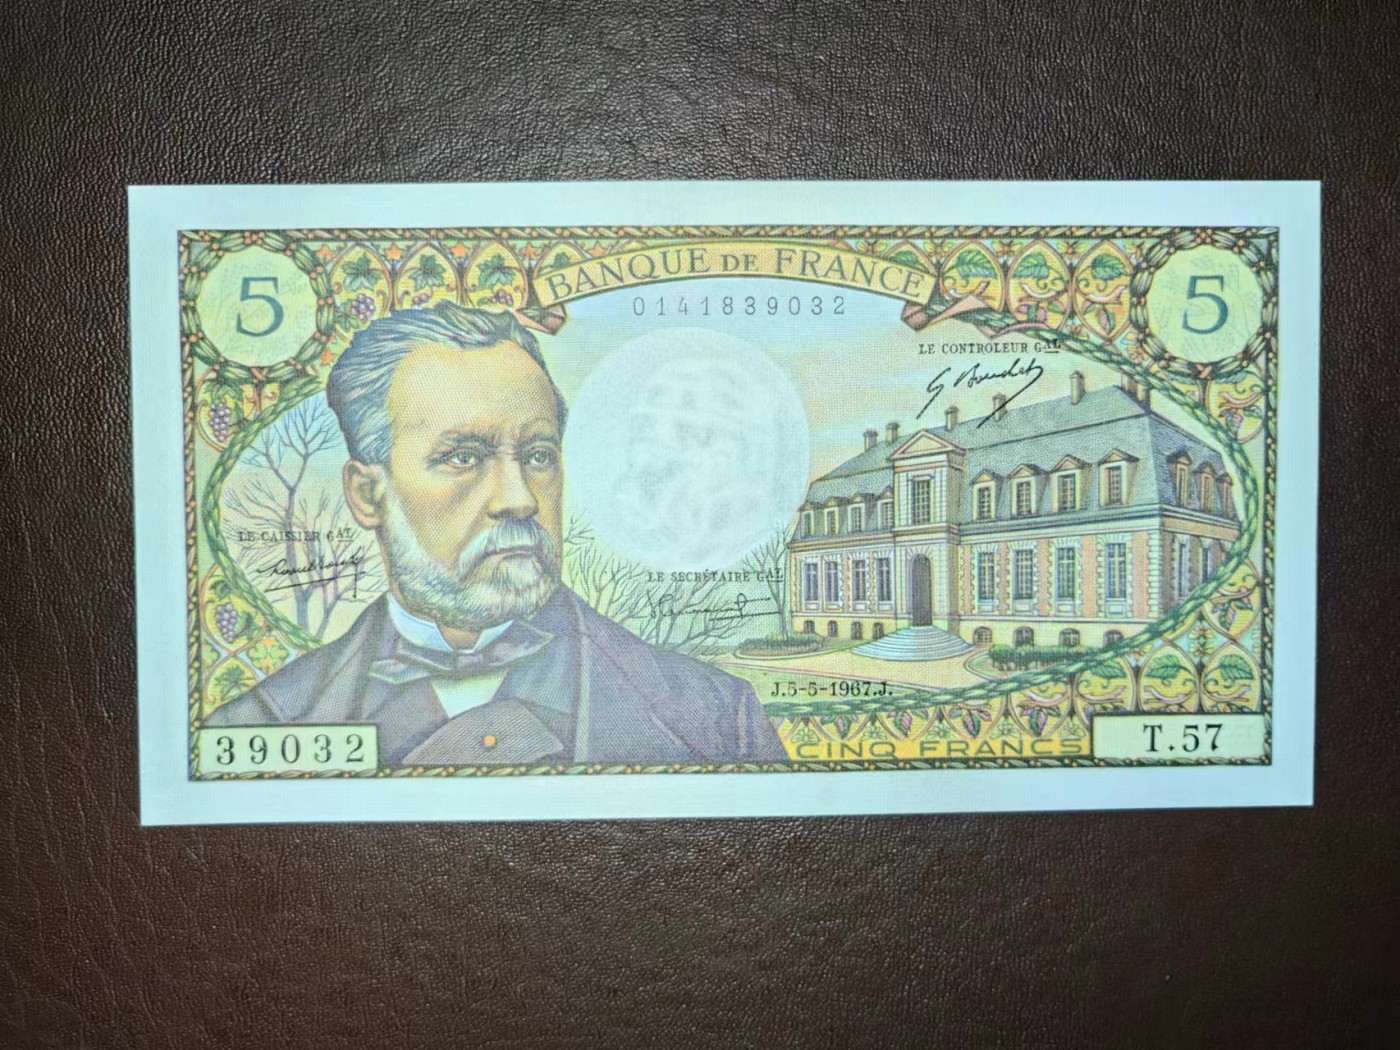 BANQUE DE FRANCE
5
5
0141839032
LE CONTROLEUR GAL
G Bouchet
LE CAISSIER GAL
LE SECRÉTAIRE GAL
J.5-5-1967.J.
39032
CINQ FRANCS
T.57